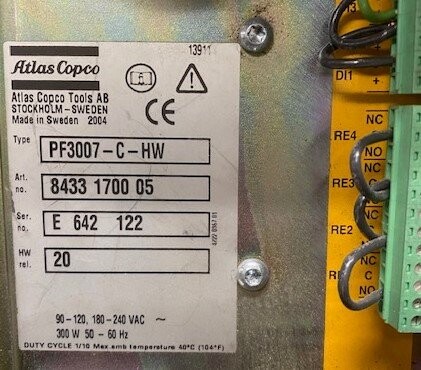 13911
Atlas Copco
Atlas Copco Tools AB
STOCKHOLM-SWEDEN
Made in Sweden 2004
CE
Type PF3007-C-HW
Art. no. 8433 1700 05
Ser. no. E 642 122
HW rel. 20
4222 0367 01
90-120, 180-240 VAC ~
300 W 50 - 60 Hz
DUTY CYCLE 1/10 Max amb temperature 40°C (104°F)
DI1 +
NC
RE4 NO
RE3 C
NC
RE2
NO
NC
C
NO